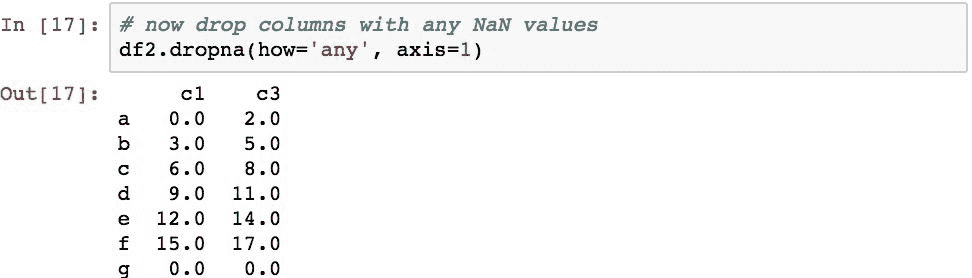 In [17]: # now drop columns with any NaN values
df2.dropna(how='any', axis=1)
Out[17]: c1 c3
a 0.0 2.0
b 3.0 5.0
c 6.0 8.0
d 9.0 11.0
e 12.0 14.0
f 15.0 17.0
g 0.0 0.0